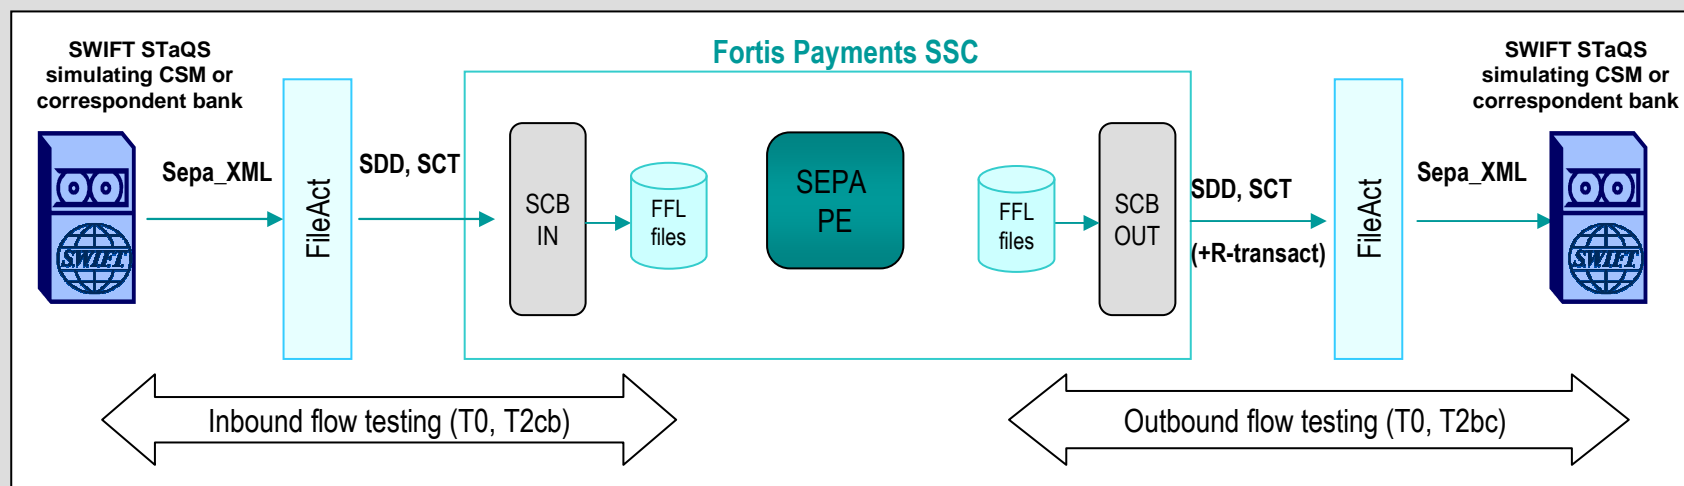 SWIFT STaQS
simulating CSM or
correspondent bank
Fortis Payments SSC
SWIFT STaQS
simulating CSM or
correspondent bank
Sepa_XML
FileAct
SDD, SCT
SCB
IN
FFL
files
SEPA
PE
FFL
files
SCB
OUT
SDD, SCT
(+R-transact)
FileAct
Sepa_XML
S.W.I.F.T.
S.W.I.F.T.
Inbound flow testing (T0, T2cb)
Outbound flow testing (T0, T2bc)